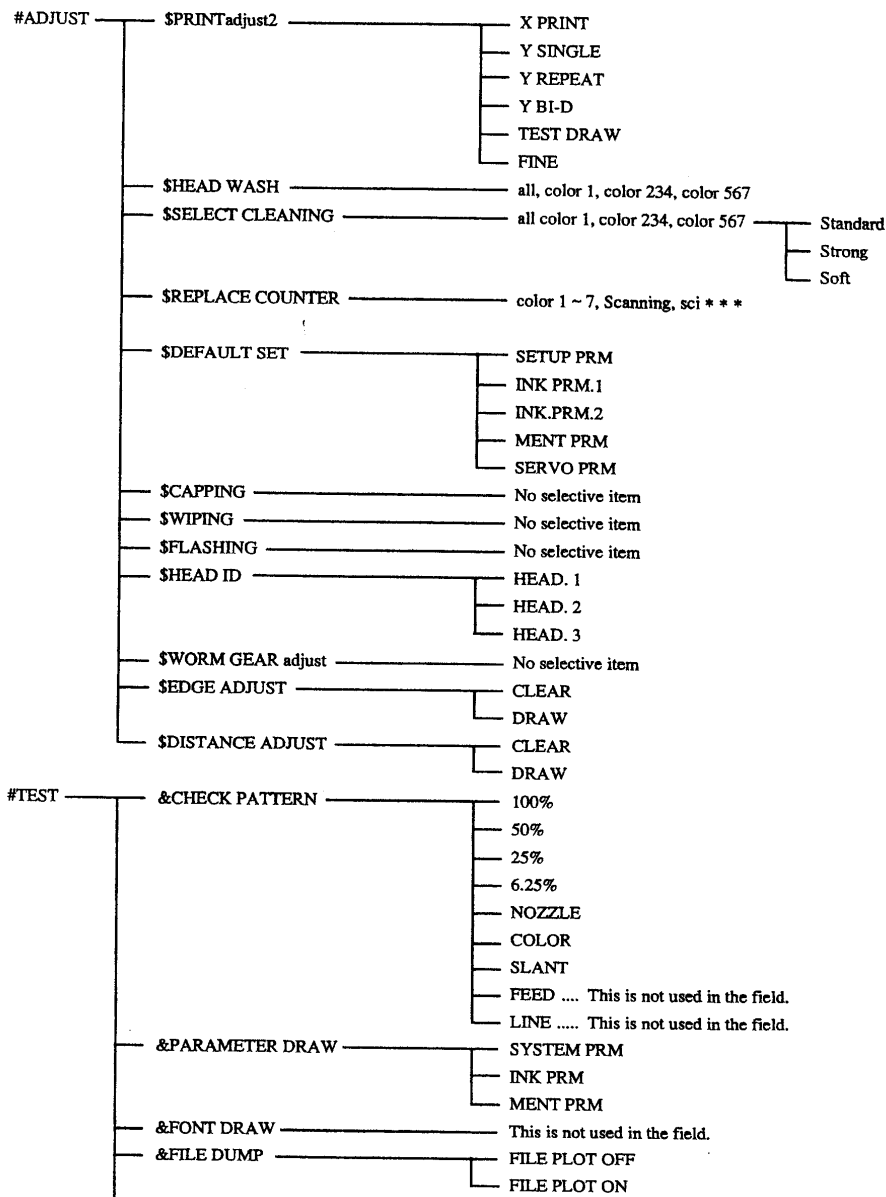 #ADJUST $PRINTadjust2 X PRINT
Y SINGLE
Y REPEAT
Y BI-D
TEST DRAW
FINE
$HEAD WASH all, color 1, color 234, color 567
$SELECT CLEANING all color 1, color 234, color 567 Standard
Strong
Soft
$REPLACE COUNTER color 1 ~ 7, Scanning, sci * * *
$DEFAULT SET SETUP PRM
INK PRM.1
INK.PRM.2
MENT PRM
SERVO PRM
$CAPPING No selective item
$WIPING No selective item
$FLASHING No selective item
$HEAD ID HEAD. 1
HEAD. 2
HEAD. 3
$WORM GEAR adjust No selective item
$EDGE ADJUST CLEAR
DRAW
$DISTANCE ADJUST CLEAR
DRAW
#TEST &CHECK PATTERN 100%
50%
25%
6.25%
NOZZLE
COLOR
SLANT
FEED .... This is not used in the field.
LINE ..... This is not used in the field.
&PARAMETER DRAW SYSTEM PRM
INK PRM
MENT PRM
&FONT DRAW This is not used in the field.
&FILE DUMP FILE PLOT OFF
FILE PLOT ON